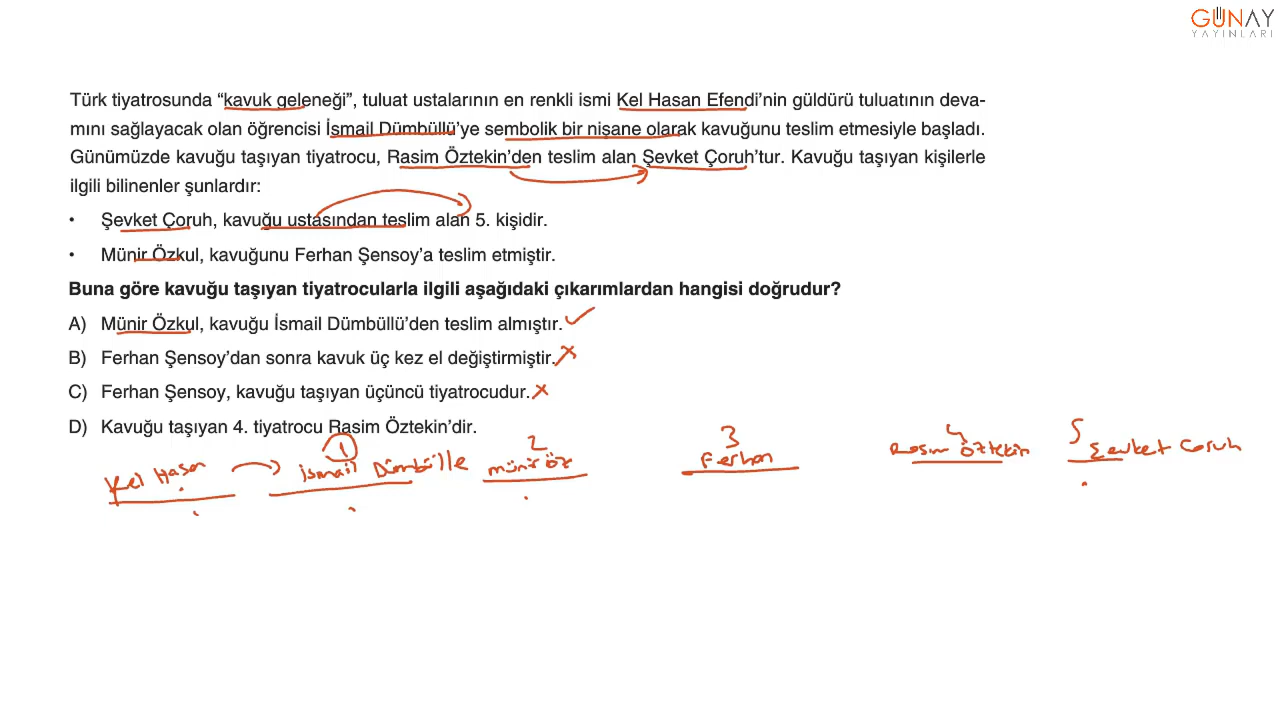 GÜNAY
YAYINLARI
Türk tiyatrosunda “kavuk geleneği”, tuluat ustalarının en renkli ismi Kel Hasan Efendi’nin güldürü tuluatının deva-
mını sağlayacak olan öğrencisi İsmail Dümbüllü’ye sembolik bir nişane olarak kavuğunu teslim etmesiyle başladı.
Günümüzde kavuğu taşıyan tiyatrocu, Rasim Öztekin’den teslim alan Şevket Çoruh’tur. Kavuğu taşıyan kişilerle
ilgili bilinenler şunlardır:
• Şevket Çoruh, kavuğu ustasından teslim alan 5. kişidir.
• Münir Özkul, kavuğunu Ferhan Şensoy’a teslim etmiştir.
Buna göre kavuğu taşıyan tiyatrocularla ilgili aşağıdaki çıkarımlardan hangisi doğrudur?
A) Münir Özkul, kavuğu İsmail Dümbüllü’den teslim almıştır.
B) Ferhan Şensoy’dan sonra kavuk üç kez el değiştirmiştir.
C) Ferhan Şensoy, kavuğu taşıyan üçüncü tiyatrocudur.
D) Kavuğu taşıyan 4. tiyatrocu Rasim Öztekin’dir.
1 2 3 4 5
Kel Hasan İsmail Dümbülle münir öz Ferhan Rasim Öztekin Şevket Çoruh